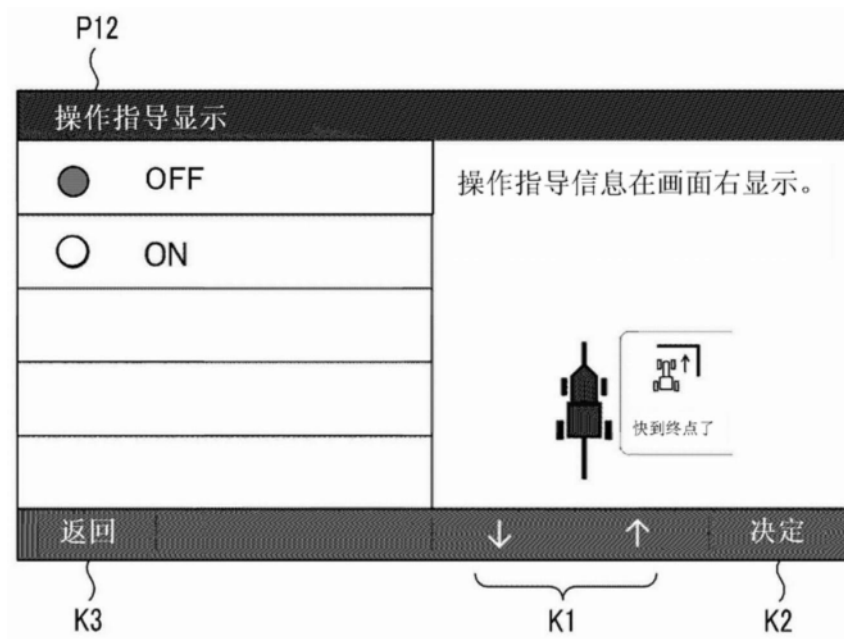 P12
操作指导显示
OFF
操作指导信息在画面右显示。
ON
快到终点了
返回
↓
↑
决定
K3
K1
K2